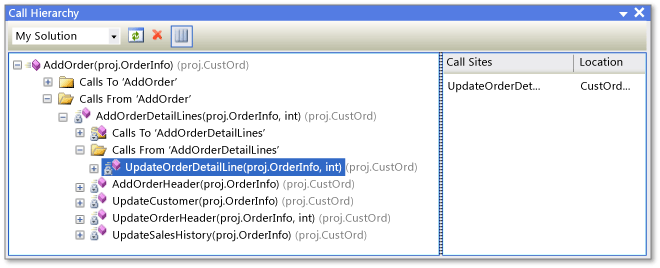 Call Hierarchy
My Solution
AddOrder(proj.OrderInfo) (proj.CustOrd)
Calls To 'AddOrder'
Calls From 'AddOrder'
AddOrderDetailLines(proj.OrderInfo, int) (proj.CustOrd)
Calls To 'AddOrderDetailLines'
Calls From 'AddOrderDetailLines'
UpdateOrderDetailLine(proj.OrderInfo, int) (proj.CustOrd)
AddOrderHeader(proj.OrderInfo) (proj.CustOrd)
UpdateCustomer(proj.OrderInfo) (proj.CustOrd)
UpdateOrderHeader(proj.OrderInfo, int) (proj.CustOrd)
UpdateSalesHistory(proj.OrderInfo) (proj.CustOrd)
Call Sites Location
UpdateOrderDet... CustOrd...